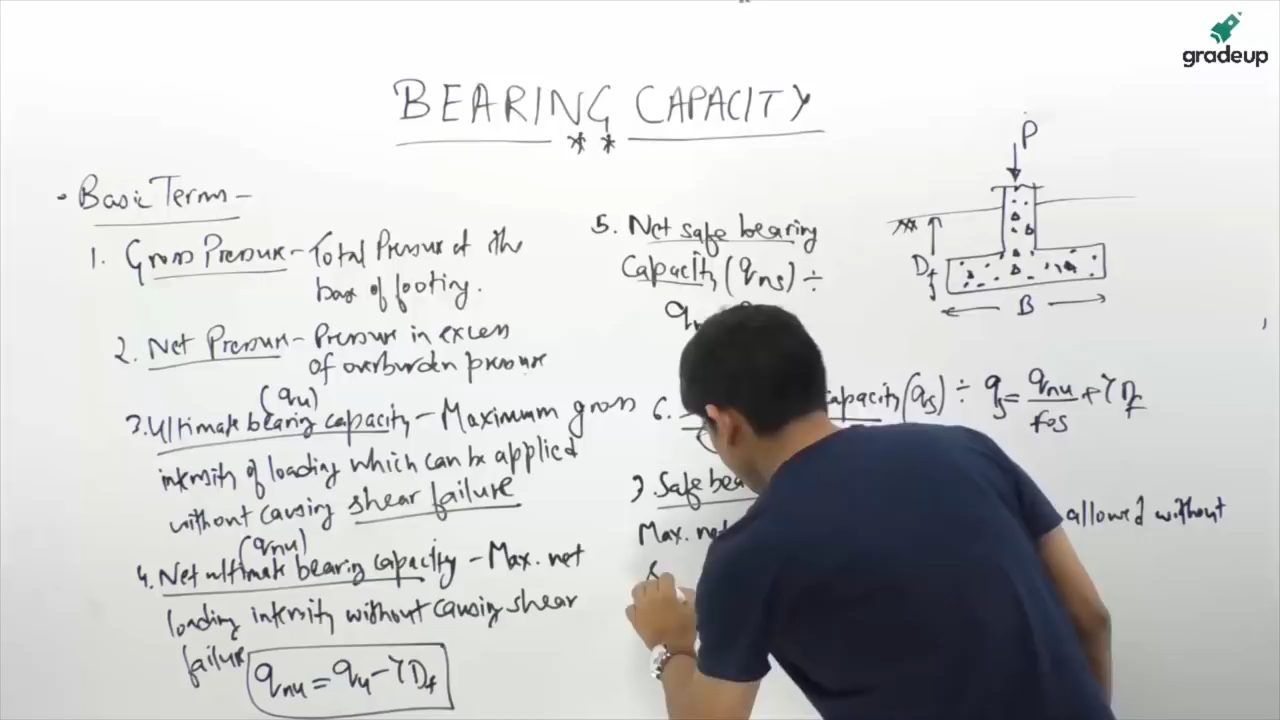 gradeup
BEARING CAPACITY
* *
• Basic Terms -
1. Gross Pressure - Total Pressure at the
base of footing.
2. Net Pressure - Pressure in excess
of overburden pressure
(qu)
3. Ultimate bearing capacity - Maximum gross
intensity of loading which can be applied
without causing shear failure
(qnu)
4. Net ultimate bearing capacity - Max. net
loading intensity without causing shear
failure
qnu = qu - γDf
5. Net safe bearing
Capacity (qns) ÷
6.
capacity (qs) ÷ qs = qnu/FOS + γDf
7. Safe
Max. net
allowed without
P
Df
B